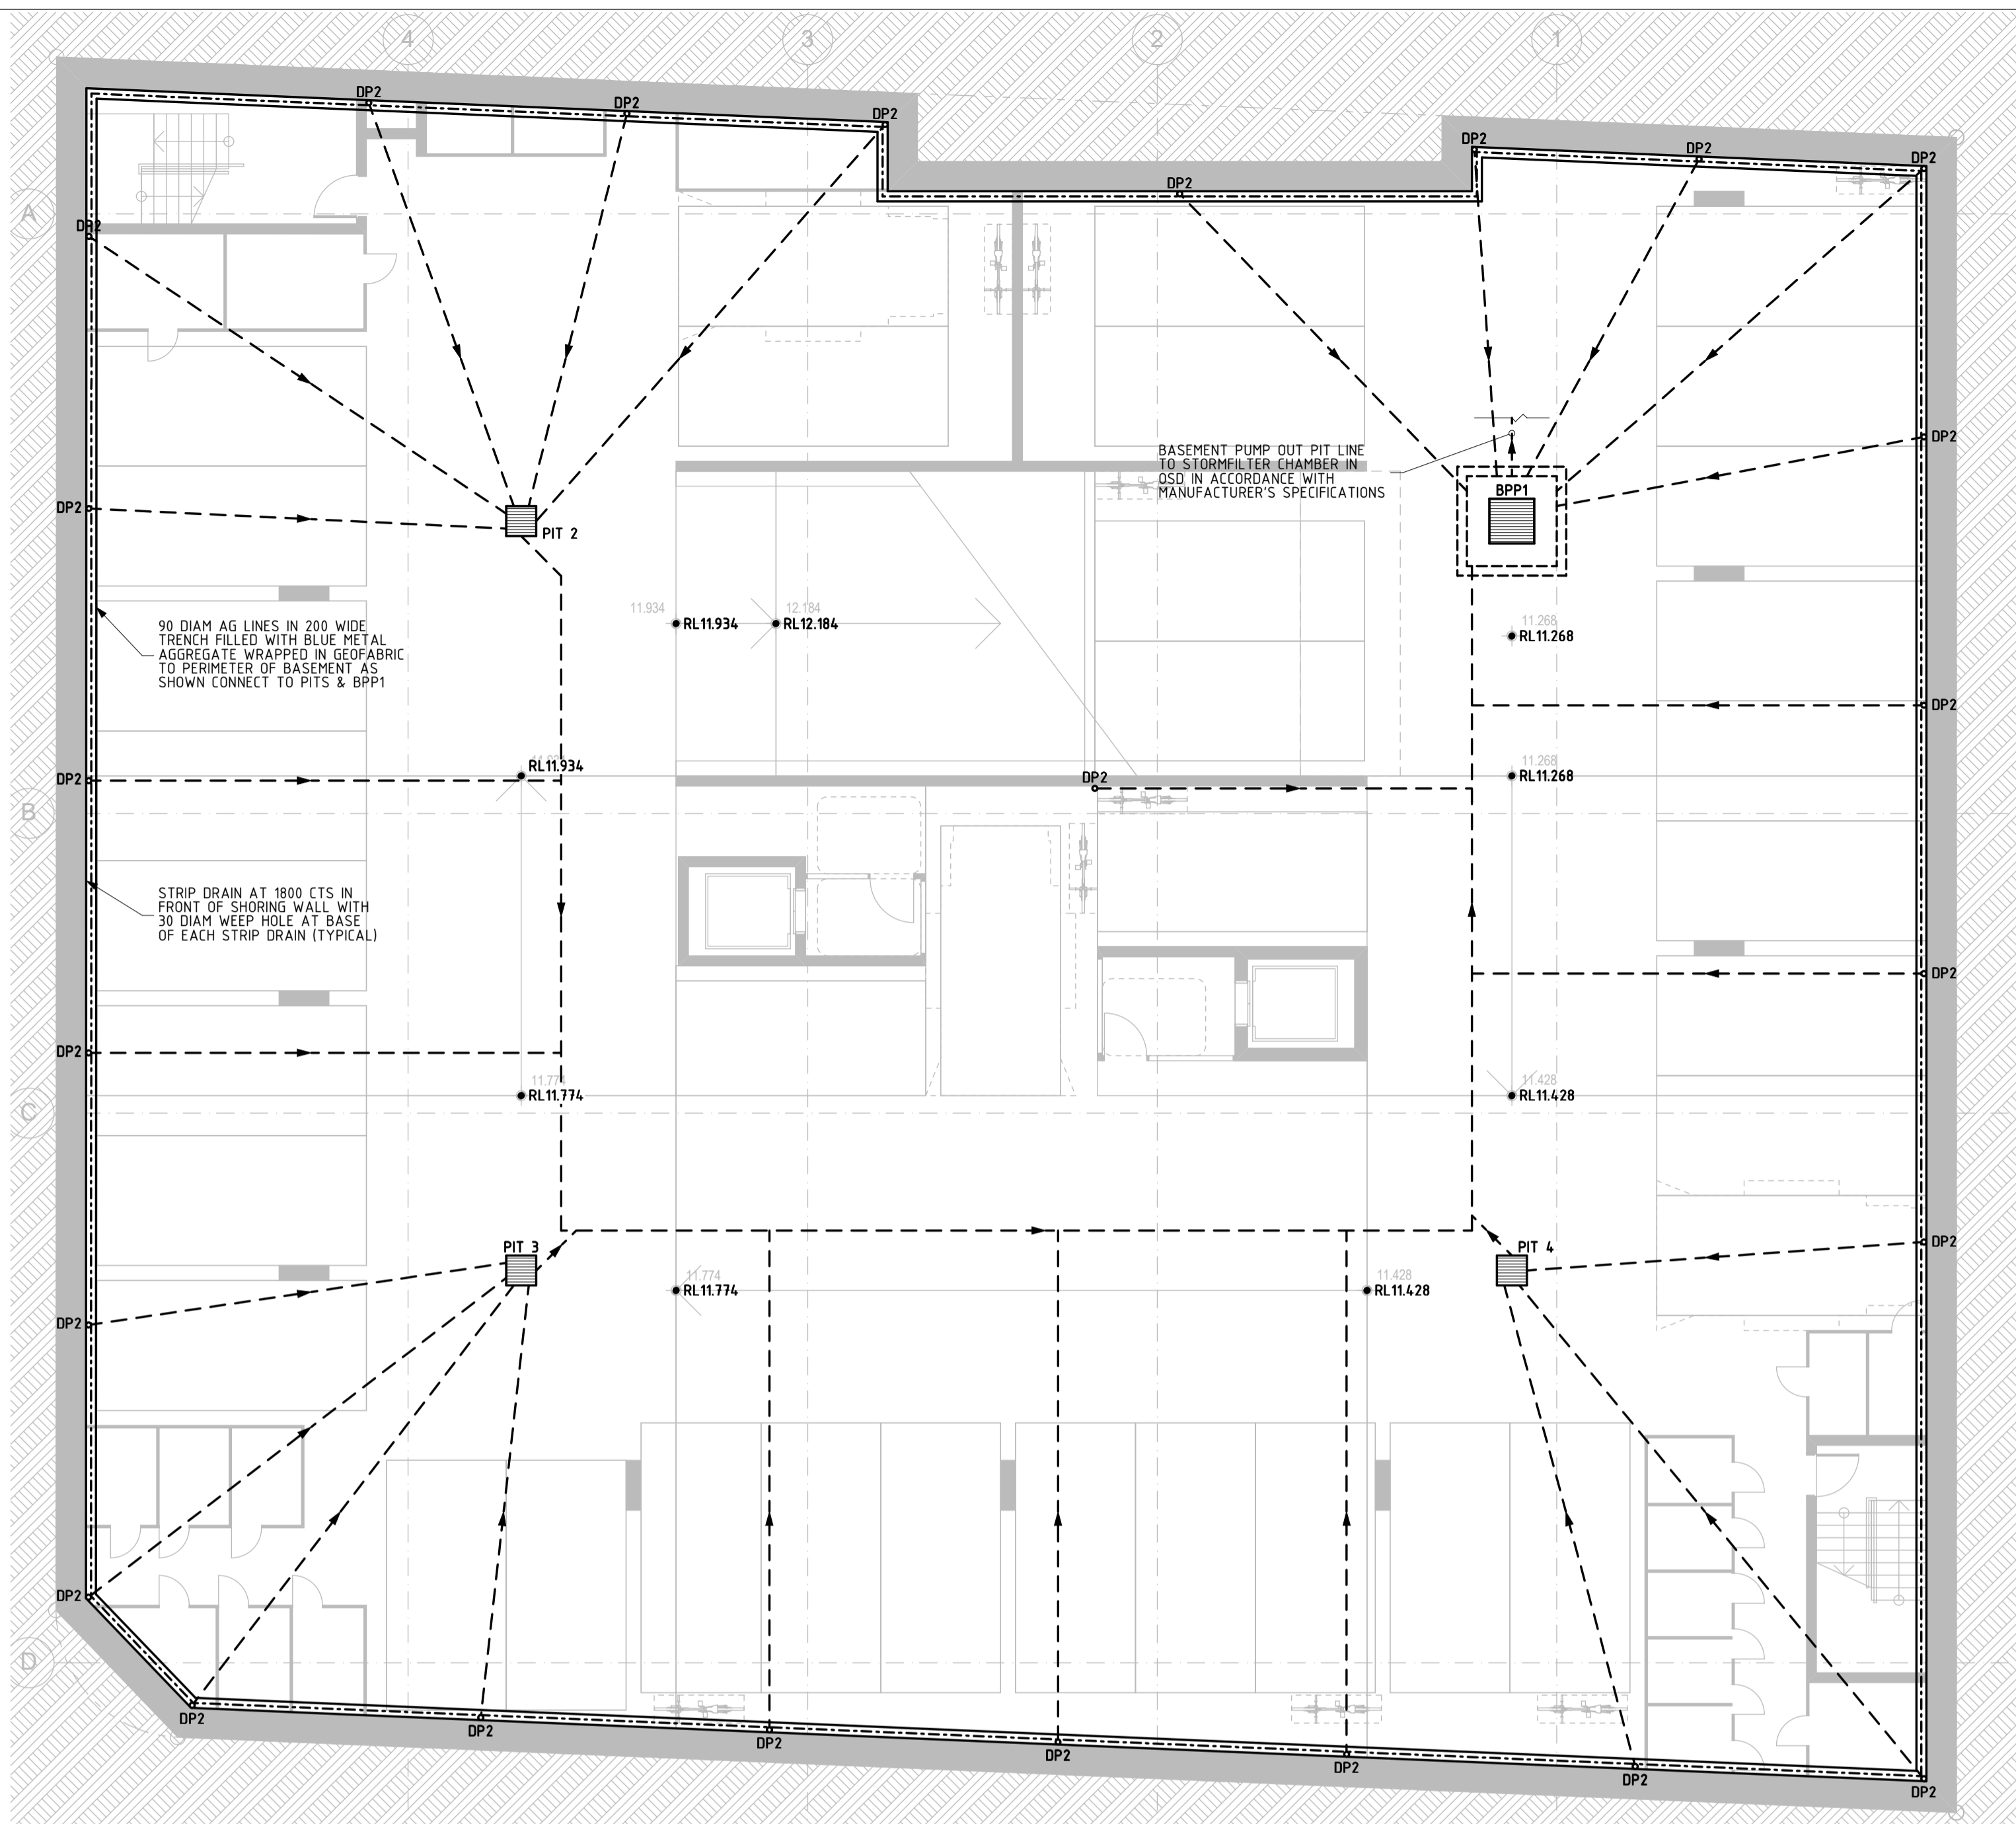 4
3
2
1
DP2
DP2
DP2
DP2
DP2
DP2
DP2
A
DP2
DP2
BASEMENT PUMP OUT PIT LINE
TO STORMFILTER CHAMBER IN
OSD IN ACCORDANCE WITH
MANUFACTURER'S SPECIFICATIONS
BPP1
DP2
PIT 2
11.934
RL11.934
12.184
RL12.184
11.268
RL11.268
90 DIAM AG LINES IN 200 WIDE
TRENCH FILLED WITH BLUE METAL
AGGREGATE WRAPPED IN GEOFABRIC
TO PERIMETER OF BASEMENT AS
SHOWN CONNECT TO PITS & BPP1
DP2
RL11.934
11.268
RL11.268
DP2
DP2
B
STRIP DRAIN AT 1800 CTS IN
FRONT OF SHORING WALL WITH
30 DIAM WEEP HOLE AT BASE
OF EACH STRIP DRAIN (TYPICAL)
DP2
DP2
11.774
RL11.774
11.428
RL11.428
C
PIT 3
PIT 4
DP2
11.774
RL11.774
11.428
RL11.428
DP2
DP2
D
DP2
DP2
DP2
DP2
DP2
DP2
DP2